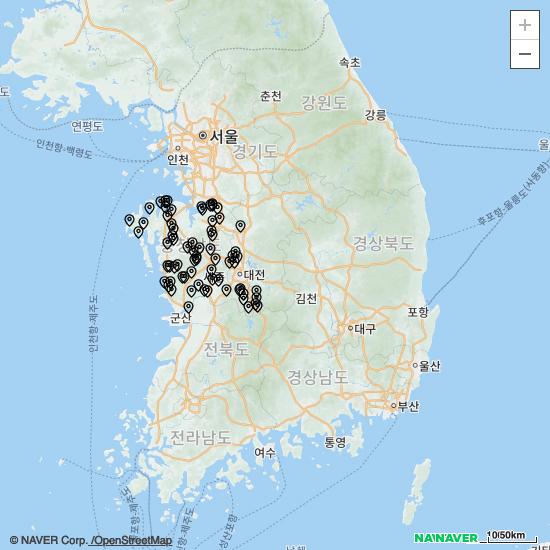 +
−
속초
춘천
강원도
강릉
연평도
서울
인천
경기도
인천항-백령도
후포항-울릉도(사동항)
경상북도
대전
김천
인천항-제주도
군산
포항
대구
전북도
울산
경상남도
부산
전라남도
통영
여수
© NAVER Corp. /OpenStreetMap
NAVER
10/50km